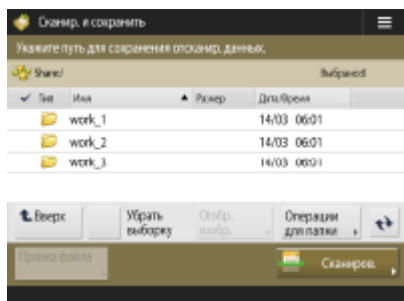 Сканир. и сохранить
Укажите путь для сохранения отсканир. данных.
Share:/ Выбрано:0
Тип Имя Размер Дата/Время
work_1 14/03 06:01
work_2 14/03 06:01
work_3 14/03 06:01
Вверх Убрать выборку Отобр. изобр. Операции для папки
Правка файла Сканиров.